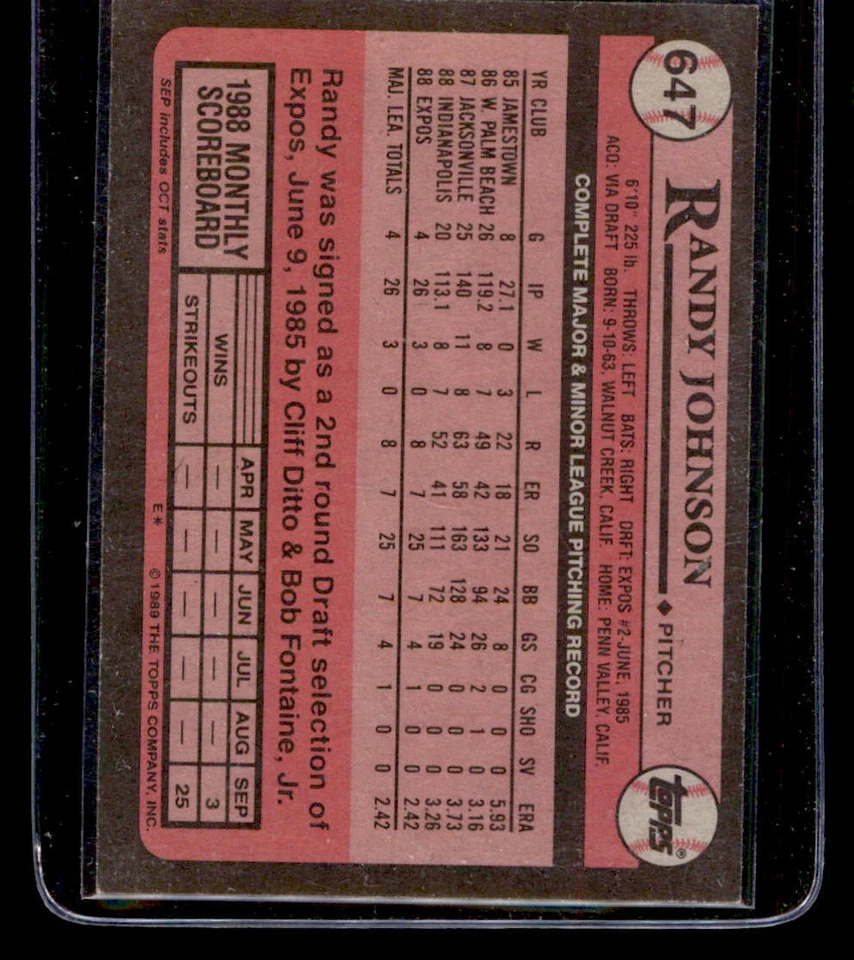 647
RANDY JOHNSON ♦ PITCHER
topps®
6'10" 225 lb. THROWS: LEFT BATS: RIGHT DRFT: EXPOS #2-JUNE, 1985
ACQ: VIA DRAFT BORN: 9-10-63, WALNUT CREEK, CALIF. HOME: PENN VALLEY, CALIF.
COMPLETE MAJOR & MINOR LEAGUE PITCHING RECORD
YR CLUB G IP W L R ER SO BB GS CG SHO SV ERA
85 JAMESTOWN 8 27.1 0 3 22 18 21 24 8 0 0 0 5.93
86 W. PALM BEACH 26 119.2 8 7 49 42 133 94 26 2 1 0 3.16
87 JACKSONVILLE 25 140 11 8 63 58 163 128 24 0 0 0 3.73
88 INDIANAPOLIS 20 113.1 8 7 52 41 111 72 19 0 0 0 3.26
88 EXPOS 4 26 3 0 8 7 25 7 4 1 0 0 2.42
MAJ. LEA. TOTALS 4 26 3 0 8 7 25 7 4 1 0 0 2.42
Randy was signed as a 2nd round Draft selection of
Expos, June 9, 1985 by Cliff Ditto & Bob Fontaine, Jr.
1988 MONTHLY
SCOREBOARD
APR MAY JUN JUL AUG SEP
WINS — — — — — 3
STRIKEOUTS — — — — — 25
SEP includes OCT stats
E* © 1989 THE TOPPS COMPANY, INC.